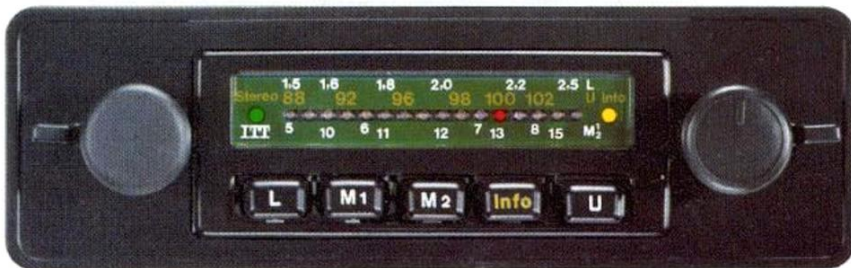 1.5 1.6 1.8 2.0 2.2 2.5 L
Stereo 88 92 96 98 100 102 U Info
ITT 5 10 6 11 12 7 13 8 15 M½
L M1 M2 Info U